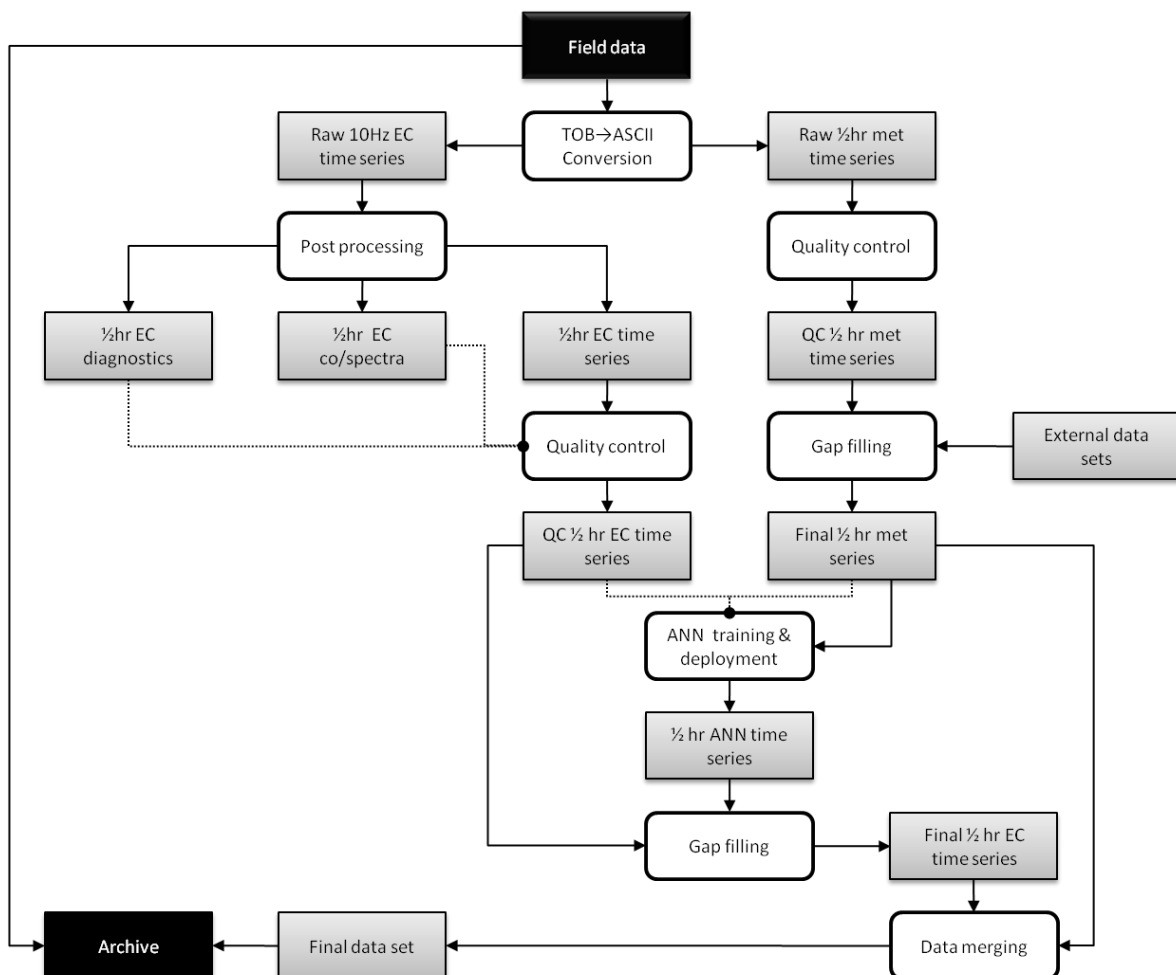 Field data
Raw 10Hz EC
time series
TOB→ASCII
Conversion
Raw ½hr met
time series
Post processing
Quality control
½hr EC
diagnostics
½hr EC
co/spectra
½hr EC time
series
QC ½ hr met
time series
Quality control
Gap filling
External data
sets
QC ½ hr EC time
series
Final ½ hr met
series
ANN training &
deployment
½ hr ANN time
series
Gap filling
Final ½ hr EC
time series
Archive
Final data set
Data merging